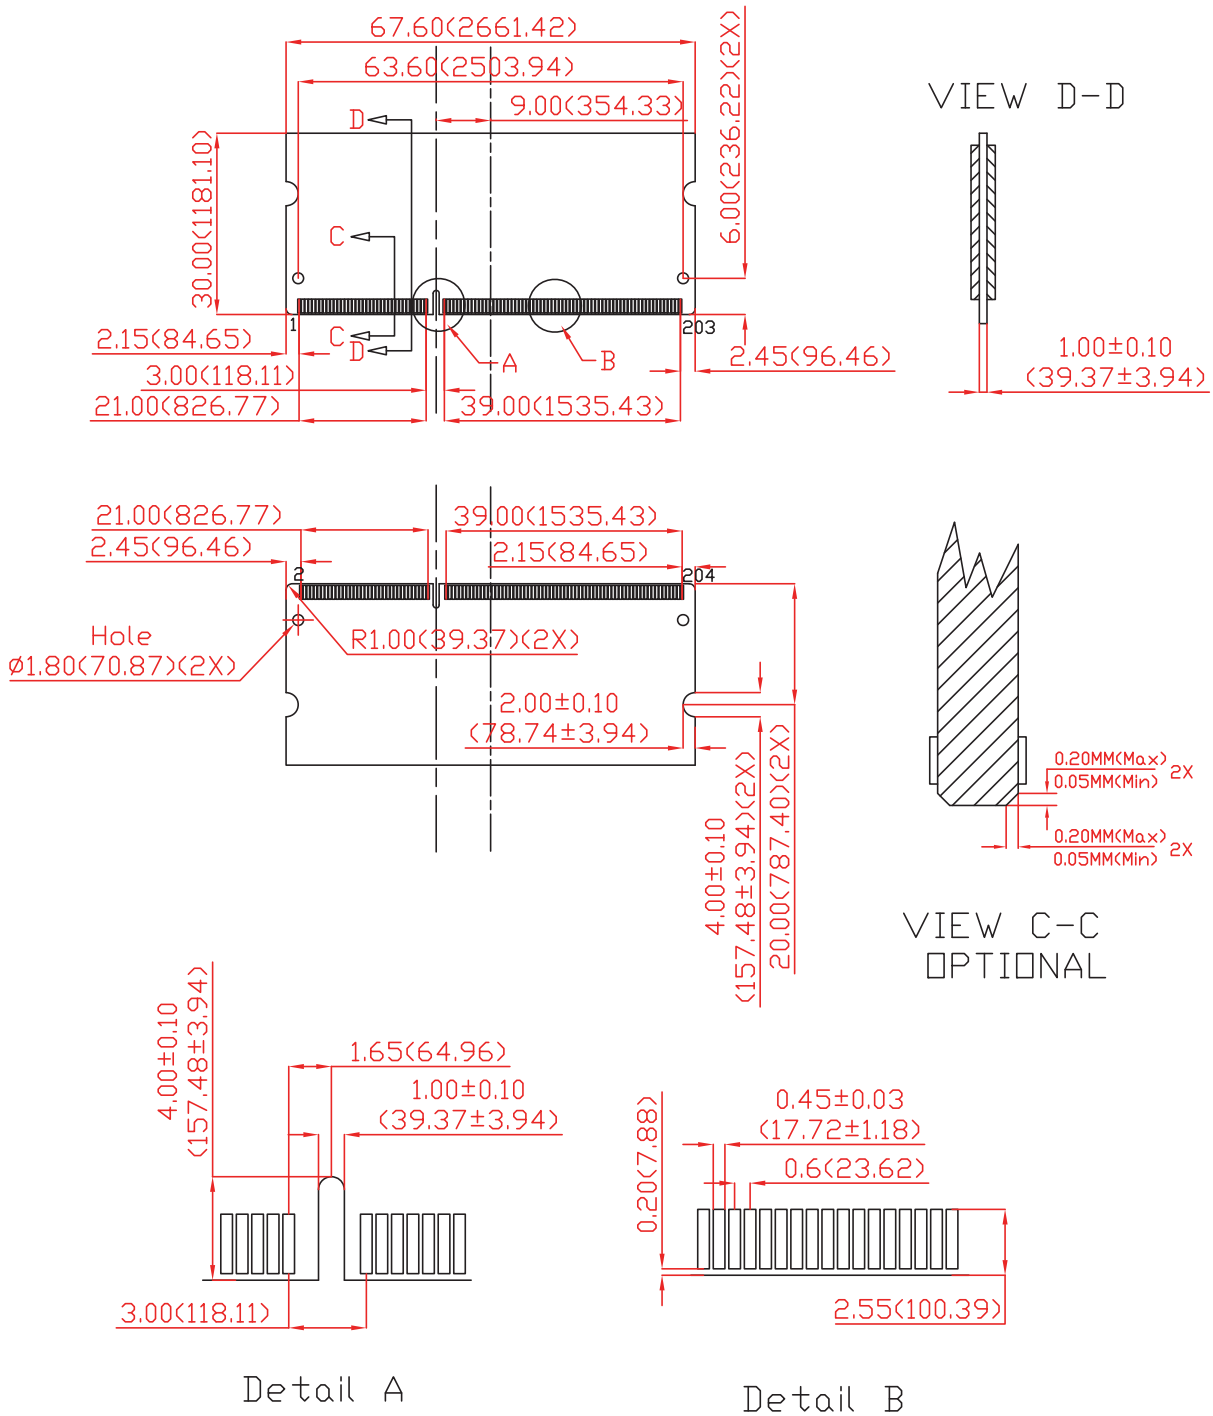 67.60(2661.42)
63.60(2503.94)
9.00(354.33)
6.00(236.22)(2X)
VIEW D-D
D
30.00(1181.10)
C
1
203
C
D
A
B
2.15(84.65)
2.45(96.46)
3.00(118.11)
21.00(826.77)
39.00(1535.43)
1.00±0.10
(39.37±3.94)
21.00(826.77)
39.00(1535.43)
2.45(96.46)
2.15(84.65)
2
204
Hole
Ø1.80(70.87)(2X)
R1.00(39.37)(2X)
2.00±0.10
(78.74±3.94)
4.00±0.10
(157.48±3.94)(2X)
20.00(787.40)(2X)
0.20MM(Max)
0.05MM(Min)
2X
0.20MM(Max)
0.05MM(Min)
2X
VIEW C-C
OPTIONAL
4.00±0.10
(157.48±3.94)
1.65(64.96)
1.00±0.10
(39.37±3.94)
3.00(118.11)
Detail A
0.20(7.88)
0.45±0.03
(17.72±1.18)
0.6(23.62)
2.55(100.39)
Detail B